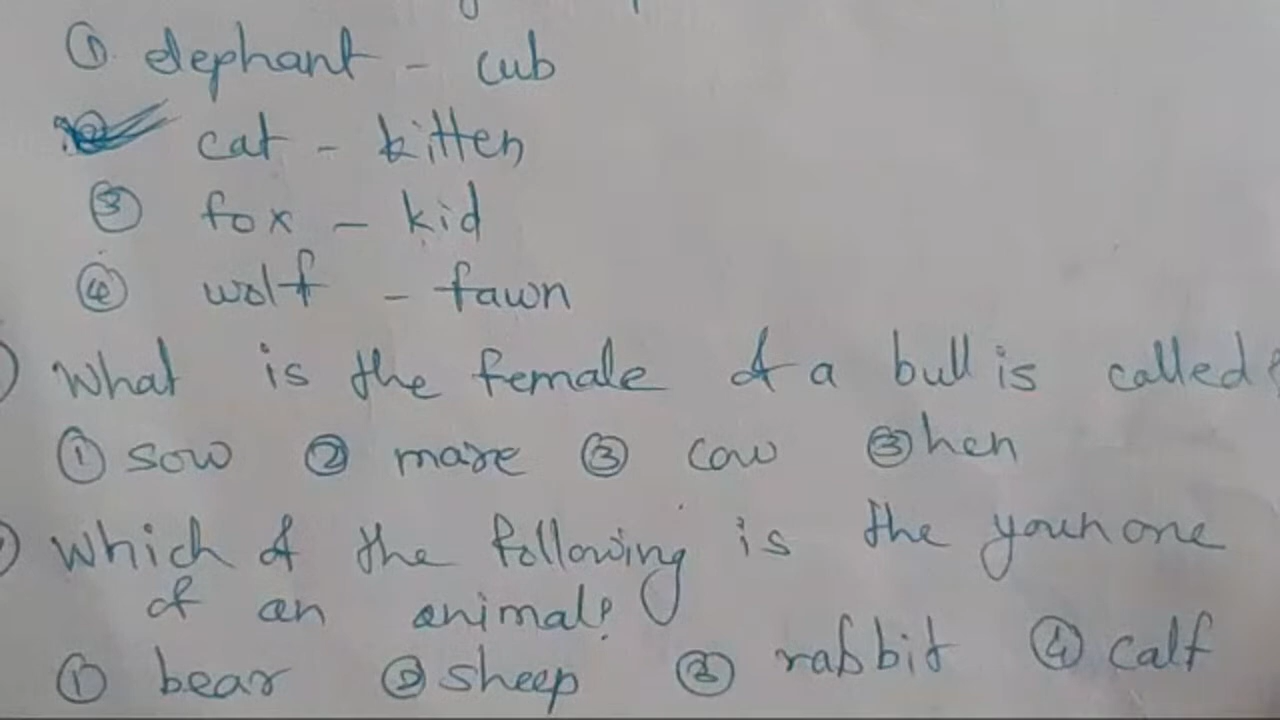 ① elephant - cub
② cat - kitten
③ fox - kid
④ wolf - fawn
What is the female of a bull is called?
① sow ② mare ③ cow ③ hen
Which of the following is the youn one
of an animal?
① bear ② sheep ③ rabbit ④ calf